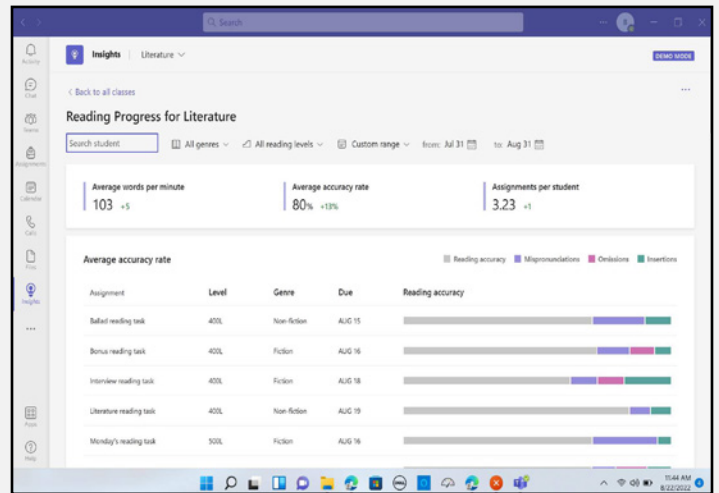 Search
Activity
Insights
Literature
DEMO MODE
Chat
< Back to all classes
...
Teams
Reading Progress for Literature
Search student
All genres
All reading levels
Custom range
from: Jul 31
to: Aug 31
Assignments
Calendar
Average words per minute
Average accuracy rate
Assignments per student
103 +5
80% +13%
3.23 +1
Calls
Files
Average accuracy rate
Reading accuracy
Mispronunciations
Omissions
Insertions
Insights
Assignment Level Genre Due Reading accuracy
...
Ballad reading task 400L Non-fiction AUG 15
Bonus reading task 400L Fiction AUG 16
Interview reading task 400L Fiction AUG 18
Literature reading task 400L Non-fiction AUG 19
Apps
Monday's reading task 500L Fiction AUG 16
Help
DELL
11:44 AM
8/22/2022